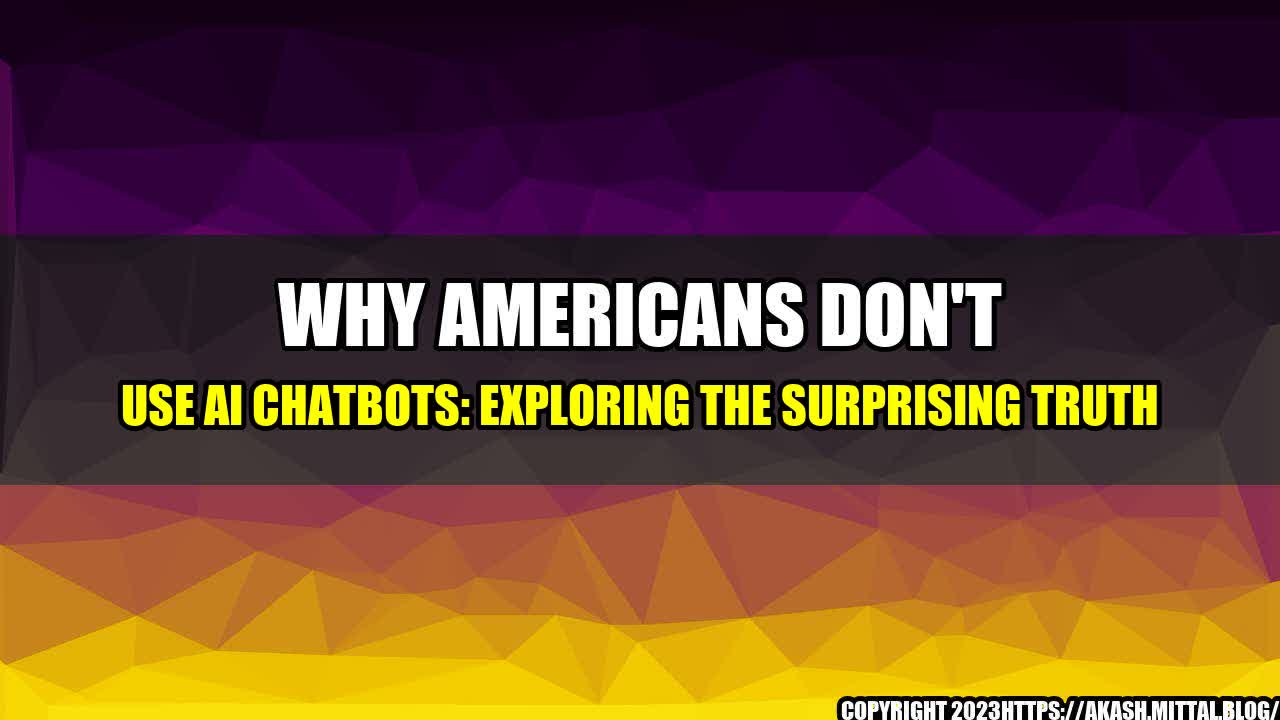 WHY AMERICANS DON'T
USE AI CHATBOTS: EXPLORING THE SURPRISING TRUTH
COPYRIGHT 2023HTTPS://AKASH.MITTAL.BLOG/